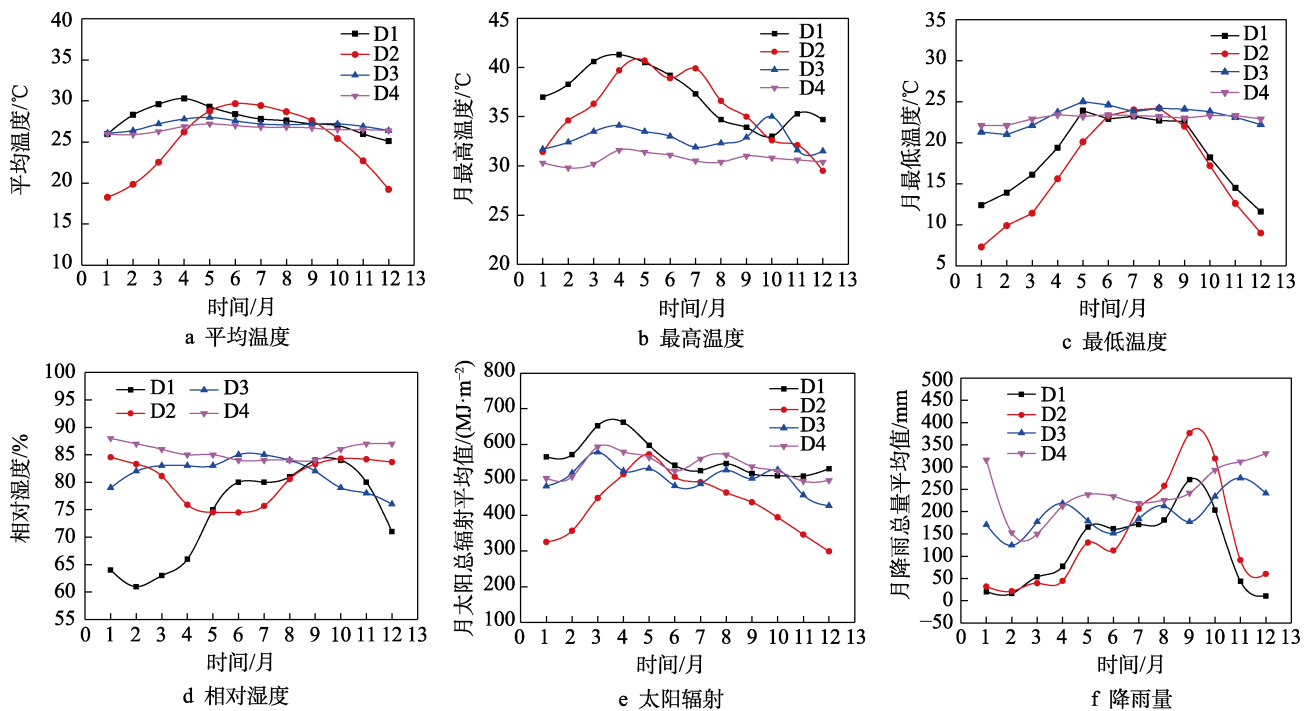 40
35
30
25
20
15
10
平均温度/℃
D1
D2
D3
D4
0 1 2 3 4 5 6 7 8 9 10 11 12 13
时间/月
a 平均温度
45
40
35
30
25
20
月最高温度/℃
D1
D2
D3
D4
0 1 2 3 4 5 6 7 8 9 10 11 12 13
时间/月
b 最高温度
35
30
25
20
15
10
5
月最低温度/℃
D1
D2
D3
D4
0 1 2 3 4 5 6 7 8 9 10 11 12 13
时间/月
c 最低温度
100
95
90
85
80
75
70
65
60
55
相对湿度/%
D1 D3
D2 D4
0 1 2 3 4 5 6 7 8 9 10 11 12 13
时间/月
d 相对湿度
800
700
600
500
400
300
200
100
月太阳总辐射平均值/(MJ·m⁻²)
D1
D2
D3
D4
0 1 2 3 4 5 6 7 8 9 10 11 12 13
时间/月
e 太阳辐射
500
450
400
350
300
250
200
150
100
50
0
−50
月降雨总量平均值/mm
D1
D2
D3
D4
0 1 2 3 4 5 6 7 8 9 10 11 12 13
时间/月
f 降雨量